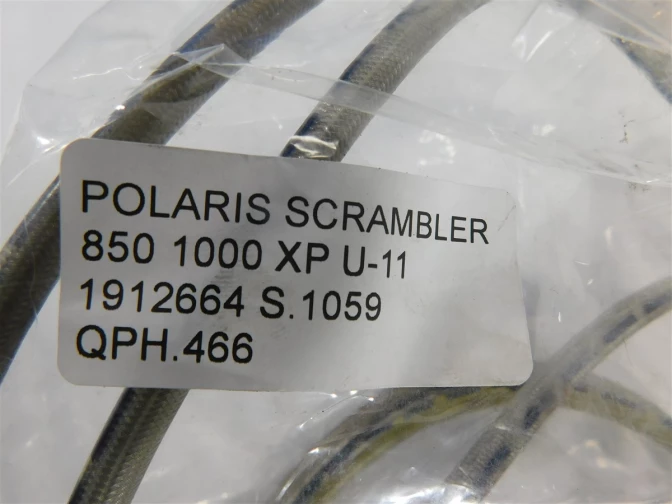 POLARIS SCRAMBLER
850 1000 XP U-11
1912664 S.1059
QPH.466